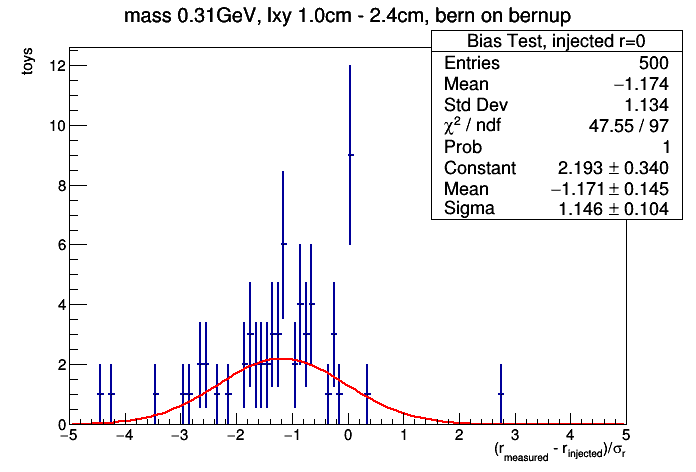 mass 0.31GeV, lxy 1.0cm - 2.4cm, bern on bernup
Bias Test, injected r=0
Entries 500
Mean −1.174
Std Dev 1.134
χ² / ndf 47.55 / 97
Prob 1
Constant 2.193 ± 0.340
Mean −1.171 ± 0.145
Sigma 1.146 ± 0.104
toys
12
10
8
6
4
2
0
−5 −4 −3 −2 −1 0 1 2 3 4 5
(r_measured - r_injected)/σ_r